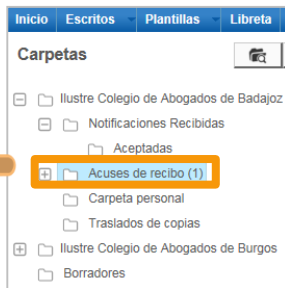 Inicio Escritos Plantillas Libreta
Carpetas
Ilustre Colegio de Abogados de Badajoz
Notificaciones Recibidas
Aceptadas
Acuses de recibo (1)
Carpeta personal
Traslados de copias
Ilustre Colegio de Abogados de Burgos
Borradores